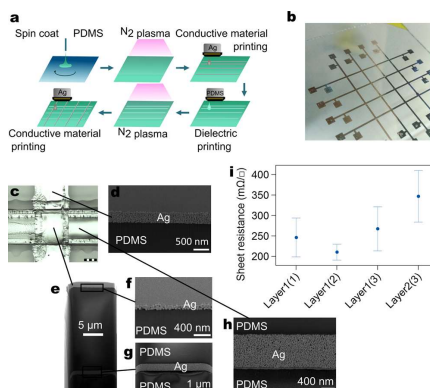 a
Spin coat PDMS
N2 plasma
Conductive material
printing
Ag
Ag
PDMS
Conductive material
printing
N2 plasma
Dielectric
printing
b
c
d
Ag
PDMS
500 nm
e
5 µm
f
Ag
PDMS
400 nm
g
PDMS
Ag
PDMS
1 µm
h
PDMS
Ag
PDMS
400 nm
i
Sheet resistance (mΩ/□)
400
350
300
250
200
Layer1(1)
Layer1(2)
Layer1(3)
Layer2(3)